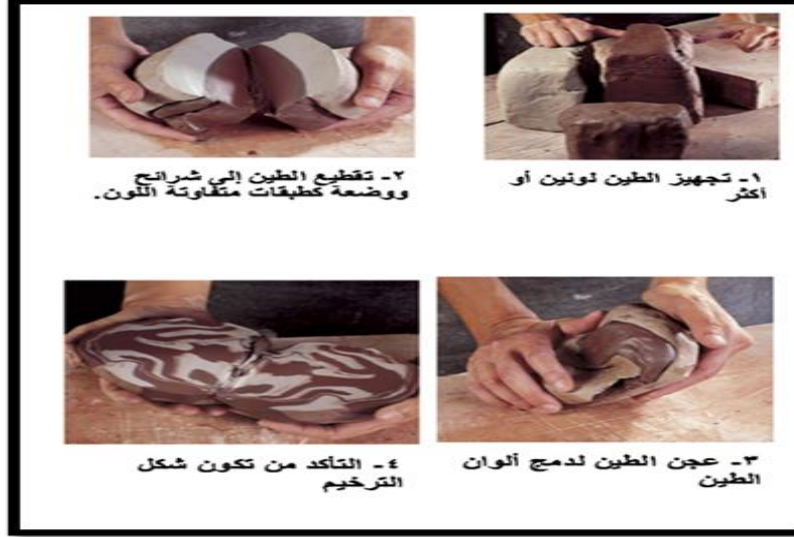 ١- تجهيز الطين لونين أو
أكثر
٢- تقطيع الطين إلى شرائح
ووضعة كطبقات متفاوتة اللون.
٣- عجن الطين لدمج ألوان
الطين
٤- التأكد من تكون شكل
الترخيم